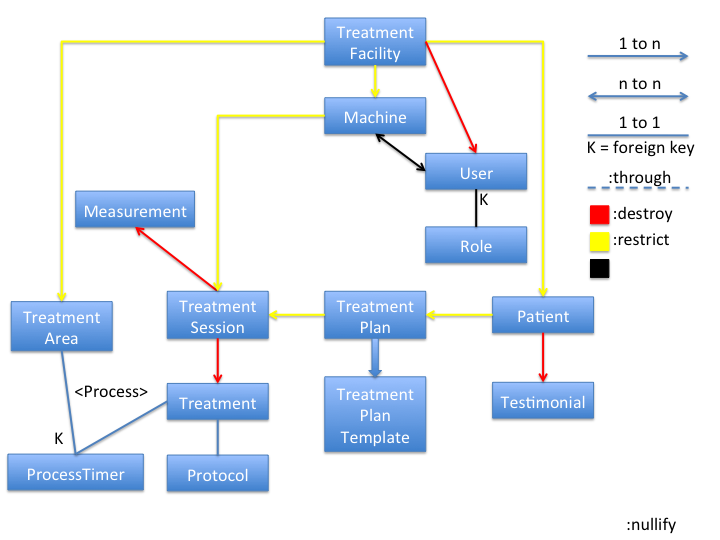 Treatment
Facility
1 to n
n to n
Machine
1 to 1
K = foreign key
User
:through
K
Measurement
:destroy
Role
:restrict
Treatment
Area
Treatment
Session
Treatment
Plan
Patient
<Process>
Treatment
Treatment
Plan
Template
Testimonial
K
ProcessTimer
Protocol
:nullify